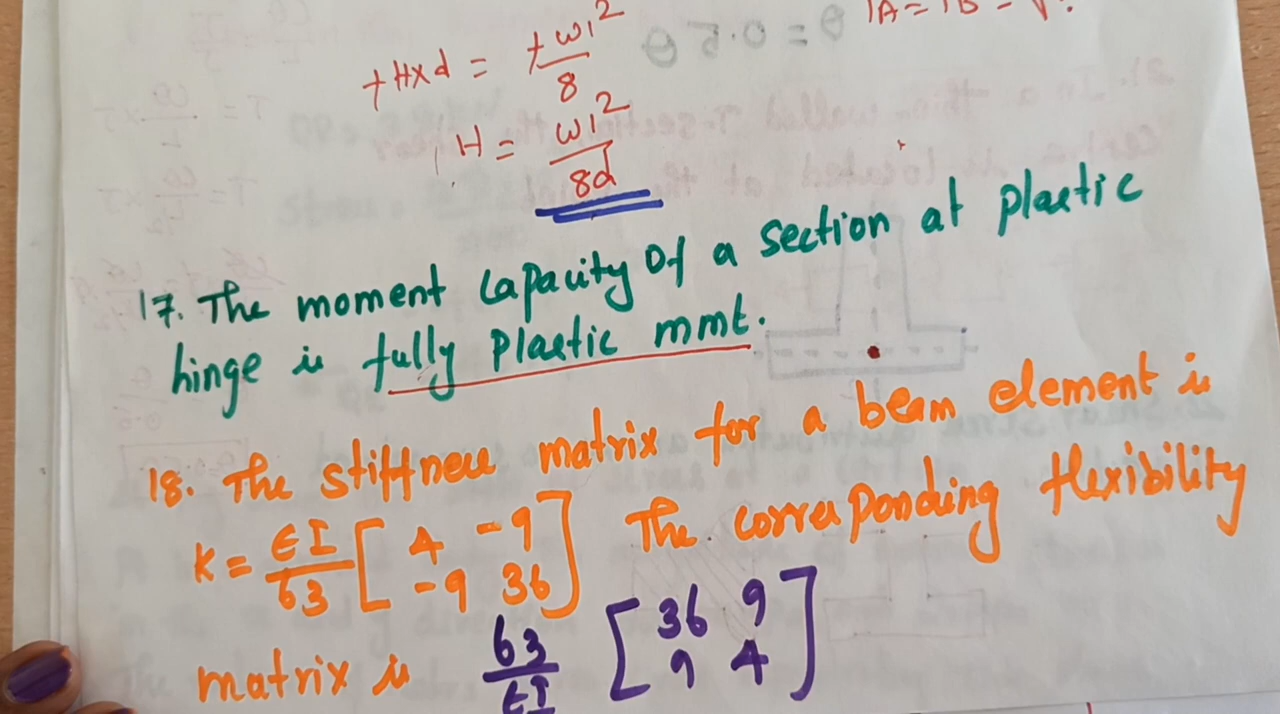 +H×d = +wl²/8
H = wl²/8d
17. The moment capacity of a section at plastic
hinge is fully plastic mmt.
18. The stiffness matrix for a beam element is
K = EI/63 [4 -9; -9 36] The corresponding flexibility
matrix is 63/EI [36 9; 9 4]